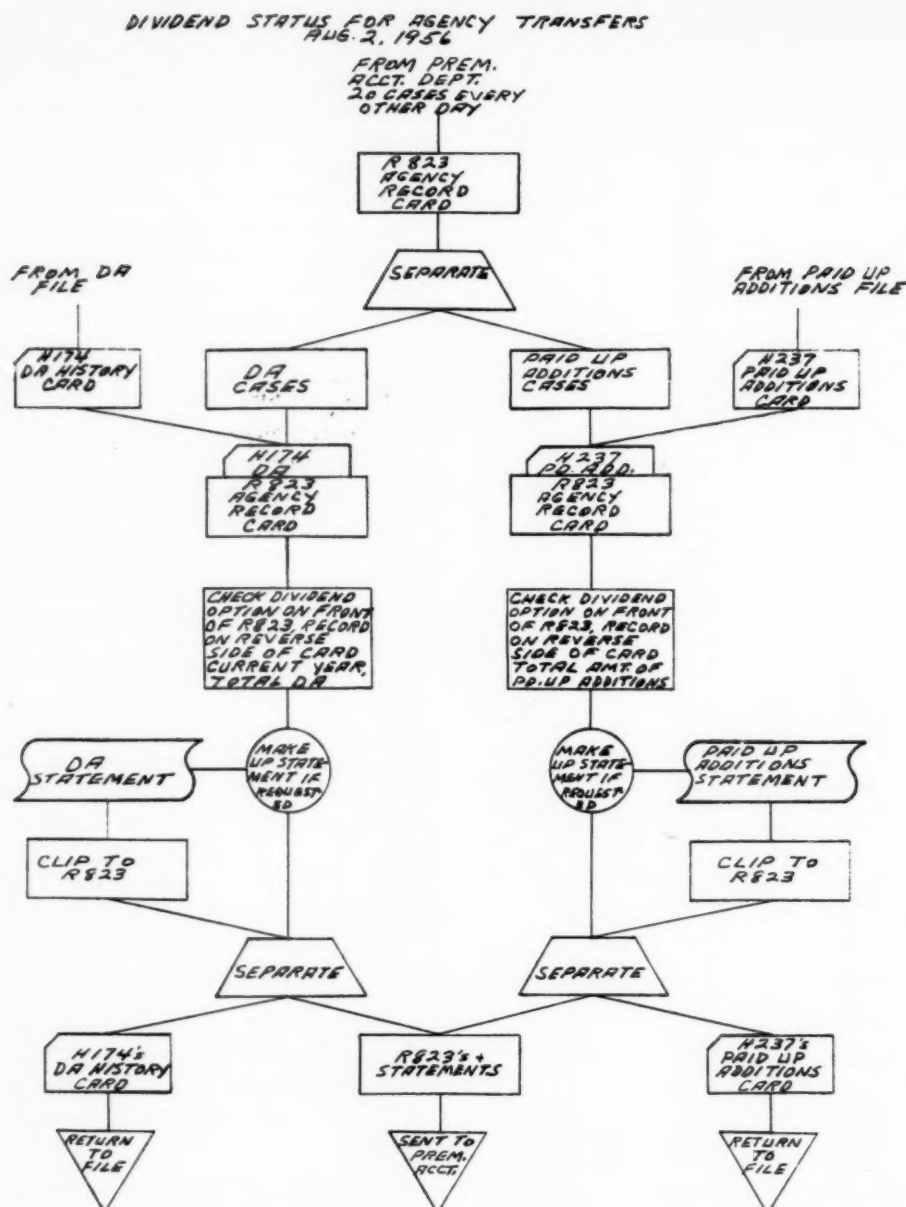 DIVIDEND STATUS FOR AGENCY TRANSFERS
AUG. 2, 1956
FROM PREM.
ACCT. DEPT.
20 CASES EVERY
OTHER DAY
R823
AGENCY
RECORD
CARD
SEPARATE
FROM DA
FILE
FROM PAID UP
ADDITIONS FILE
H174
DA HISTORY
CARD
DA
CASES
PAID UP
ADDITIONS
CASES
H237
PAID UP
ADDITIONS
CARD
H174
DA
R823
AGENCY
RECORD
CARD
H237
PD. ADD.
R823
AGENCY
RECORD
CARD
CHECK DIVIDEND
OPTION ON FRONT
OF R823, RECORD
ON REVERSE
SIDE OF CARD
CURRENT YEAR,
TOTAL DA
CHECK DIVIDEND
OPTION ON FRONT
OF R823, RECORD
ON REVERSE
SIDE OF CARD
TOTAL AMT. OF
PD-UP ADDITIONS
DA
STATEMENT
MAKE
UP STATE-
MENT IF
REQUEST-
ED
MAKE
UP STATE-
MENT IF
REQUEST-
ED
PAID UP
ADDITIONS
STATEMENT
CLIP TO
R823
CLIP TO
R823
SEPARATE
SEPARATE
H174's
DA HISTORY
CARD
R823's +
STATEMENTS
H237's
PAID UP
ADDITIONS
CARD
RETURN
TO
FILE
SENT TO
PREM.
ACCT.
RETURN
TO
FILE